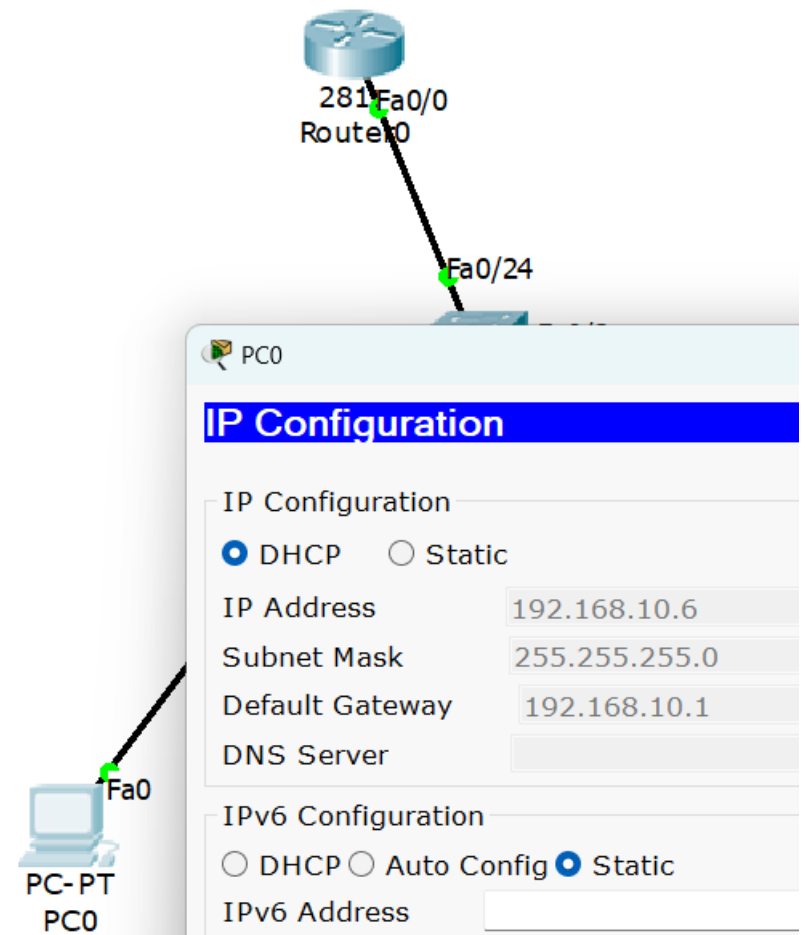 281
Fa0/0
Router0
Fa0/24
PC0
IP Configuration
IP Configuration
DHCP Static
IP Address 192.168.10.6
Subnet Mask 255.255.255.0
Default Gateway 192.168.10.1
DNS Server
Fa0
IPv6 Configuration
DHCP Auto Config Static
PC-PT
IPv6 Address
PC0